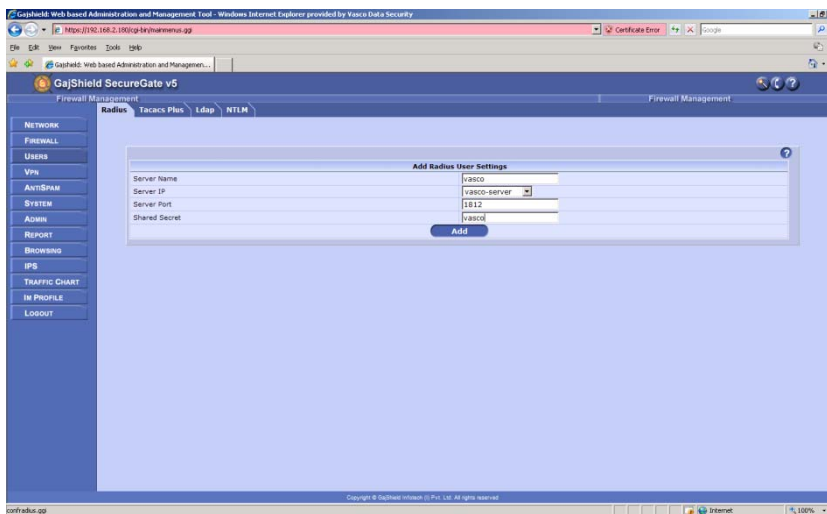 Gajshield: Web based Administration and Management Tool - Windows Internet Explorer provided by Vasco Data Security
https://192.168.2.180/cgi-bin/mainmenus.ggi
Certificate Error
Google
File Edit View Favorites Tools Help
Gajshield: Web based Administration and Managemen...
GajShield SecureGate v5
Firewall Management
Firewall Management
Radius Tacacs Plus Ldap NTLM
NETWORK
FIREWALL
USERS
VPN
ANTISPAM
SYSTEM
ADMIN
REPORT
BROWSING
IPS
TRAFFIC CHART
IM PROFILE
LOGOUT
Add Radius User Settings
Server Name vasco
Server IP vasco-server
Server Port 1812
Shared Secret vasco
Add
Copyright © GajShield Infotech (I) Pvt. Ltd. All rights reserved
confradius.ggi
Internet
100%